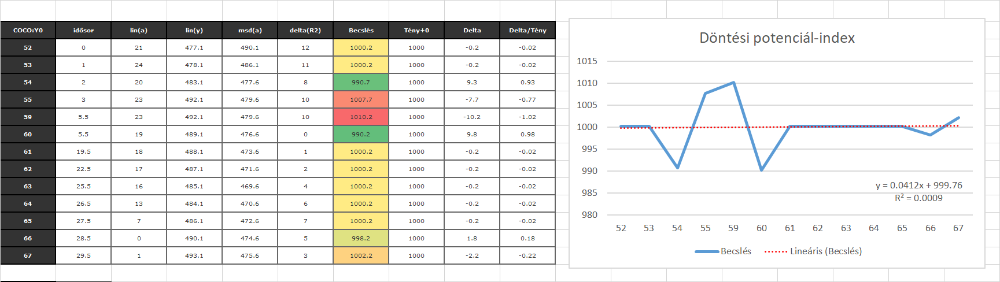 COCO:Y0 idősor lin(a) lin(y) msd(a) delta(R2) Becslés Tény+0 Delta Delta/Tény
52 0 21 477.1 490.1 12 1000.2 1000 -0.2 -0.02
53 1 24 478.1 486.1 11 1000.2 1000 -0.2 -0.02
54 2 20 483.1 477.6 8 990.7 1000 9.3 0.93
55 3 23 492.1 479.6 10 1007.7 1000 -7.7 -0.77
59 5.5 23 492.1 479.6 10 1010.2 1000 -10.2 -1.02
60 5.5 19 489.1 476.6 0 990.2 1000 9.8 0.98
61 19.5 18 488.1 473.6 1 1000.2 1000 -0.2 -0.02
62 22.5 17 487.1 471.6 2 1000.2 1000 -0.2 -0.02
63 25.5 16 485.1 469.6 4 1000.2 1000 -0.2 -0.02
64 26.5 13 484.1 470.6 6 1000.2 1000 -0.2 -0.02
65 27.5 7 486.1 472.6 7 1000.2 1000 -0.2 -0.02
66 28.5 0 490.1 474.6 5 998.2 1000 1.8 0.18
67 29.5 1 493.1 475.6 3 1002.2 1000 -2.2 -0.22
Döntési potenciál-index
1015
1010
1005
1000
995
990
985
980
y = 0.0412x + 999.76
R² = 0.0009
52 53 54 55 59 60 61 62 63 64 65 66 67
Becslés Lineáris (Becslés)